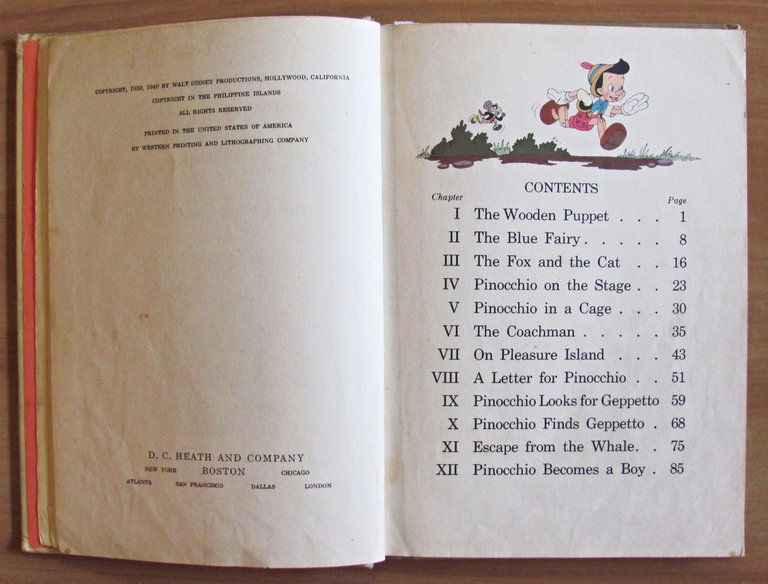 COPYRIGHT, 1939, 1940 BY WALT DISNEY PRODUCTIONS, HOLLYWOOD, CALIFORNIA
COPYRIGHT IN THE PHILIPPINE ISLANDS
ALL RIGHTS RESERVED
PRINTED IN THE UNITED STATES OF AMERICA
BY WESTERN PRINTING AND LITHOGRAPHING COMPANY
D. C. HEATH AND COMPANY
NEW YORK BOSTON CHICAGO
ATLANTA SAN FRANCISCO DALLAS LONDON
CONTENTS
Chapter Page
I The Wooden Puppet . . . 1
II The Blue Fairy . . . . . 8
III The Fox and the Cat . . 16
IV Pinocchio on the Stage . . 23
V Pinocchio in a Cage . . . 30
VI The Coachman . . . . . 35
VII On Pleasure Island . . . 43
VIII A Letter for Pinocchio . . 51
IX Pinocchio Looks for Geppetto 59
X Pinocchio Finds Geppetto . 68
XI Escape from the Whale . . 75
XII Pinocchio Becomes a Boy . 85